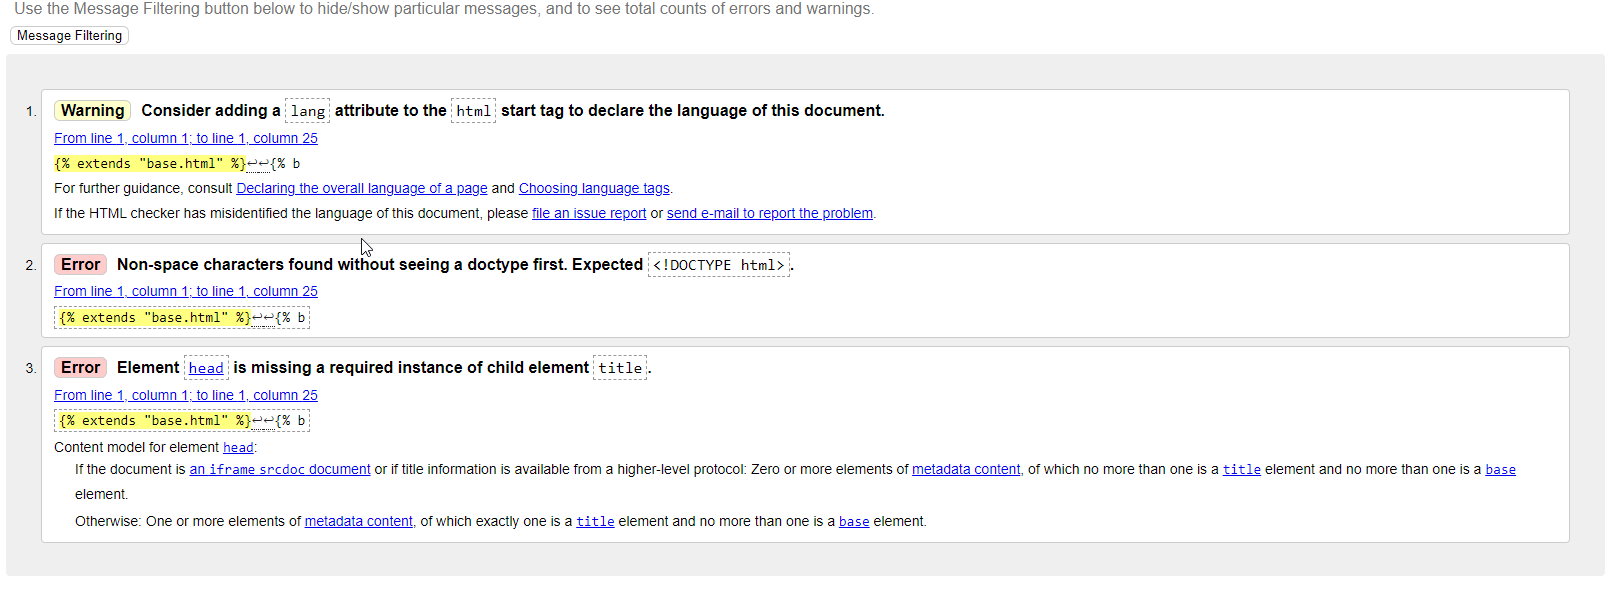 Use the Message Filtering button below to hide/show particular messages, and to see total counts of errors and warnings.
Message Filtering
1. Warning Consider adding a lang attribute to the html start tag to declare the language of this document.
From line 1, column 1; to line 1, column 25
{% extends "base.html" %}↩↩{% b
For further guidance, consult Declaring the overall language of a page and Choosing language tags.
If the HTML checker has misidentified the language of this document, please file an issue report or send e-mail to report the problem.
2. Error Non-space characters found without seeing a doctype first. Expected <!DOCTYPE html>.
From line 1, column 1; to line 1, column 25
{% extends "base.html" %}↩↩{% b
3. Error Element head is missing a required instance of child element title.
From line 1, column 1; to line 1, column 25
{% extends "base.html" %}↩↩{% b
Content model for element head:
If the document is an iframe srcdoc document or if title information is available from a higher-level protocol: Zero or more elements of metadata content, of which no more than one is a title element and no more than one is a base
element.
Otherwise: One or more elements of metadata content, of which exactly one is a title element and no more than one is a base element.